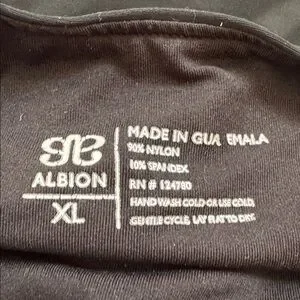 ALBION
XL
MADE IN GUA EMALA
90% NYLON
10% SPANDEX
RN # 124780
HAND WASH COLD OR USE COLD
GENTLE CYCLE, LAY FLAT TO DRY.